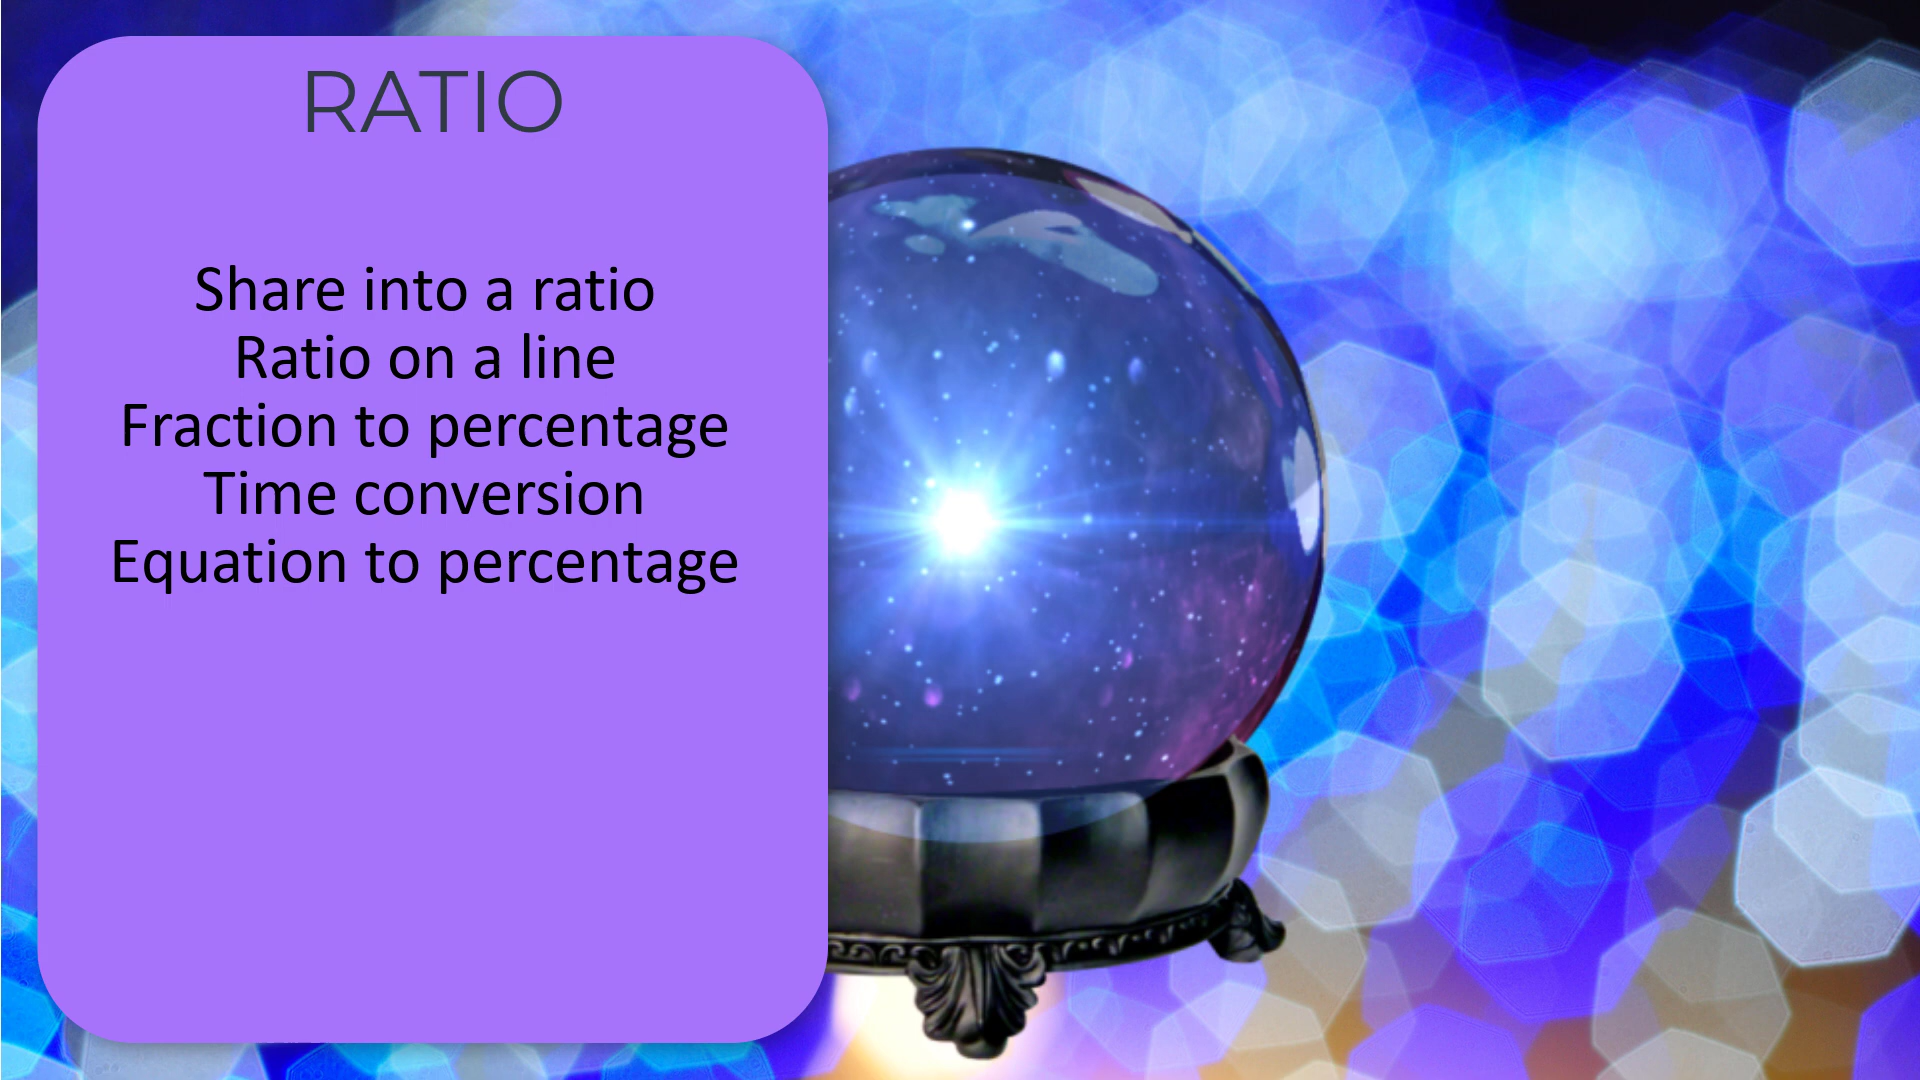 RATIO
Share into a ratio
Ratio on a line
Fraction to percentage
Time conversion
Equation to percentage